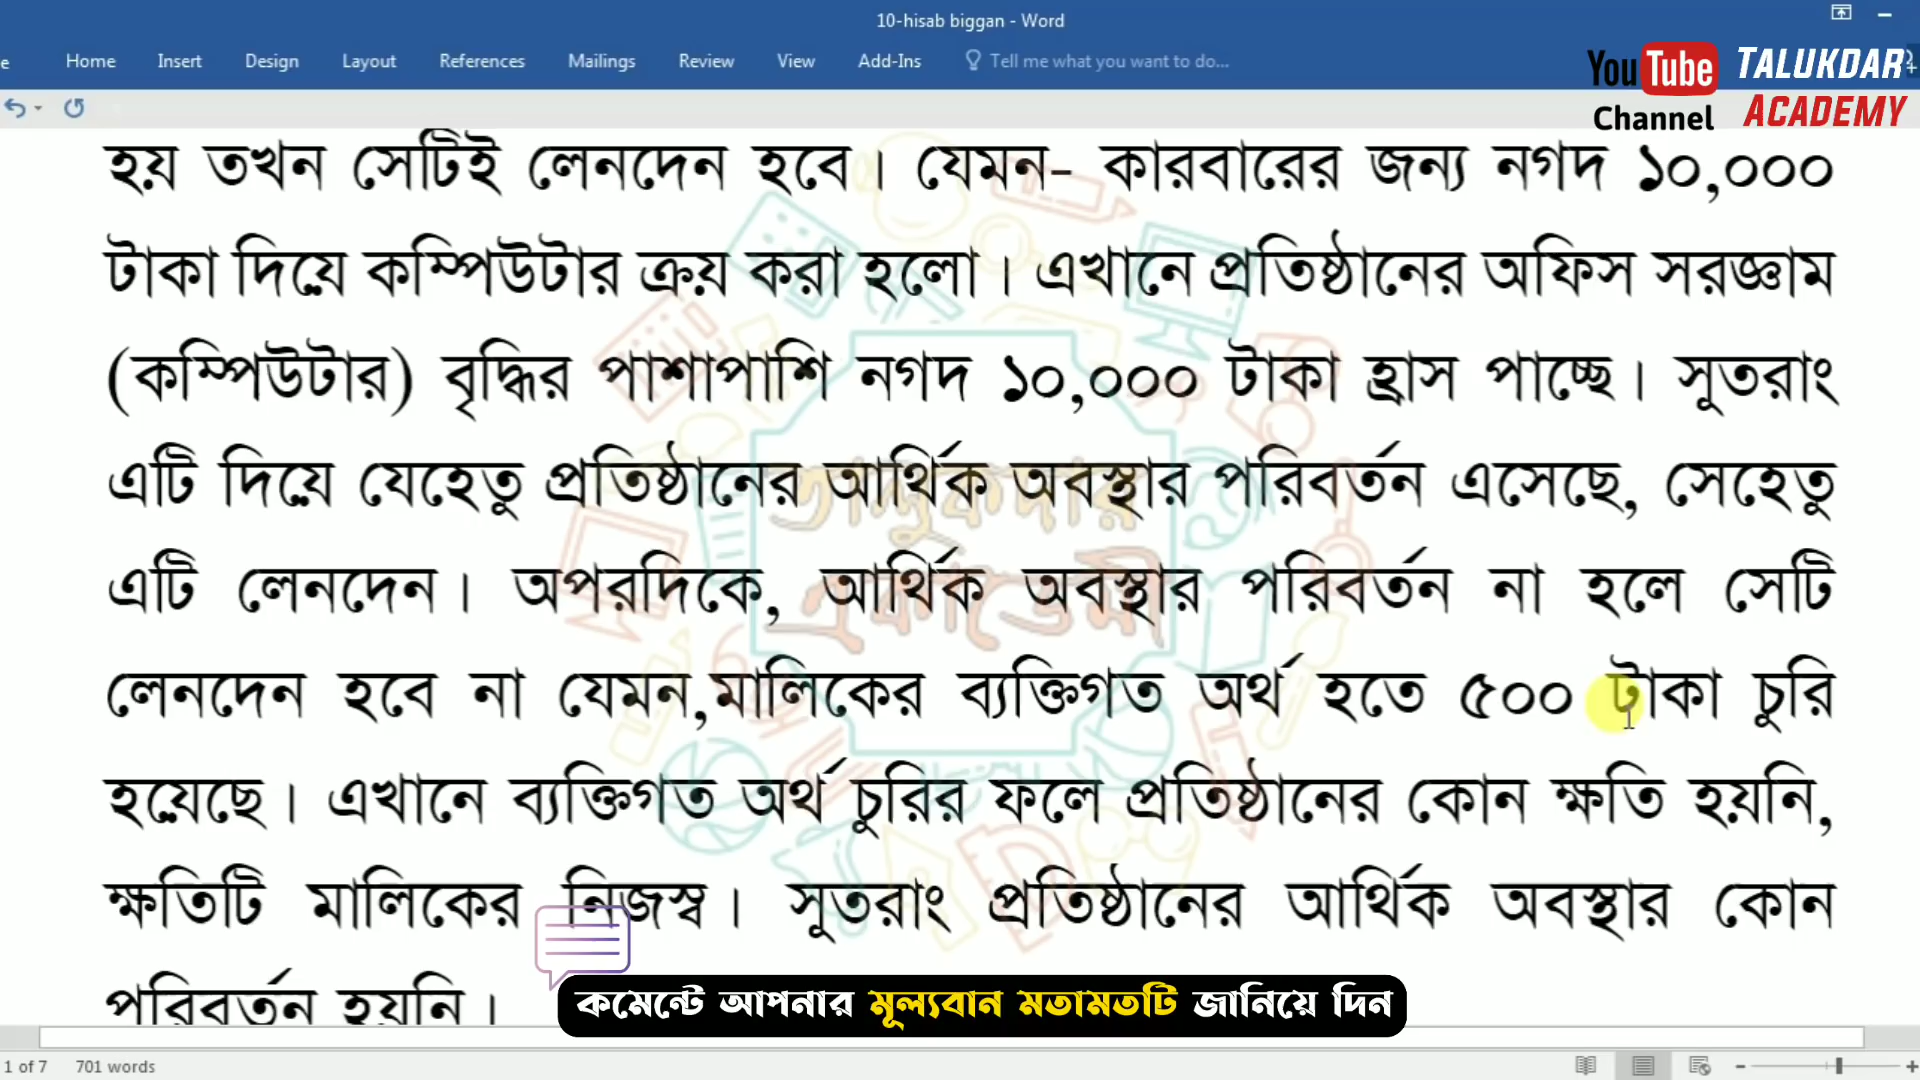 10-hisab biggan - Word
e Home Insert Design Layout References Mailings Review View Add-Ins Tell me what you want to do...
YouTube TALUKDAR
Channel ACADEMY
হয় তখন সেটিই লেনদেন হবে। যেমন- কারবারের জন্য নগদ ১০,০০০
টাকা দিয়ে কম্পিউটার ক্রয় করা হলো। এখানে প্রতিষ্ঠানের অফিস সরজ্ঞাম
(কম্পিউটার) বৃদ্ধির পাশাপাশি নগদ ১০,০০০ টাকা হ্রাস পাচ্ছে। সূতরাং
এটি দিয়ে যেহেতু প্রতিষ্ঠানের আর্থিক অবস্থার পরিবর্তন এসেছে, সেহেতু
এটি লেনদেন। অপরদিকে, আর্থিক অবস্থার পরিবর্তন না হলে সেটি
লেনদেন হবে না যেমন,মালিকের ব্যক্তিগত অর্থ হতে ৫০০ টাকা চুরি
হয়েছে। এখানে ব্যক্তিগত অর্থ চুরির ফলে প্রতিষ্ঠানের কোন ক্ষতি হয়নি,
ক্ষতিটি মালিকের নিজস্ব। সূতরাং প্রতিষ্ঠানের আর্থিক অবস্থার কোন
পরিবর্তন হয়নি।
তালুকদার
একাডেমী
কমেন্টে আপনার মূল্যবান মতামতটি জানিয়ে দিন
1 of 7 701 words